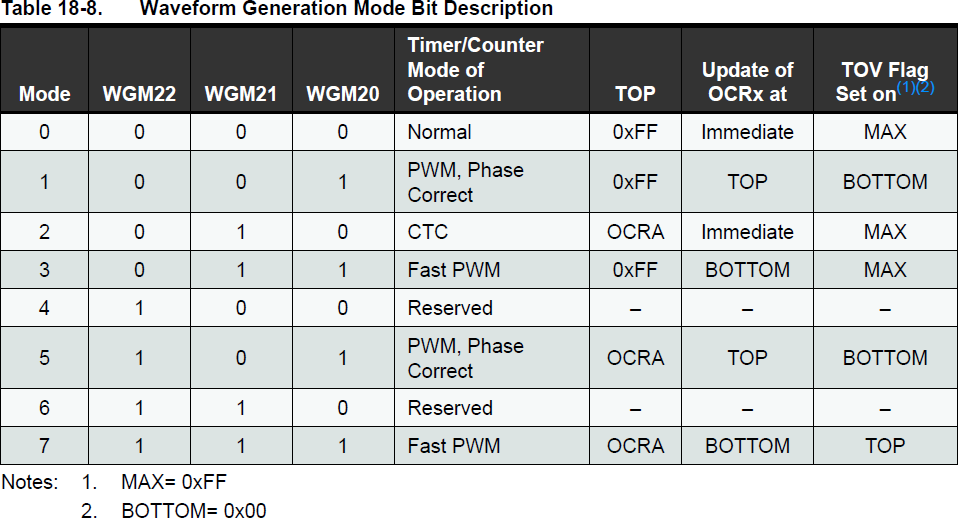 Table 18-8. Waveform Generation Mode Bit Description
Mode WGM22 WGM21 WGM20 Timer/Counter Mode of Operation TOP Update of OCRx at TOV Flag Set on(1)(2)
0 0 0 0 Normal 0xFF Immediate MAX
1 0 0 1 PWM, Phase Correct 0xFF TOP BOTTOM
2 0 1 0 CTC OCRA Immediate MAX
3 0 1 1 Fast PWM 0xFF BOTTOM MAX
4 1 0 0 Reserved – – –
5 1 0 1 PWM, Phase Correct OCRA TOP BOTTOM
6 1 1 0 Reserved – – –
7 1 1 1 Fast PWM OCRA BOTTOM TOP
Notes: 1. MAX= 0xFF
2. BOTTOM= 0x00